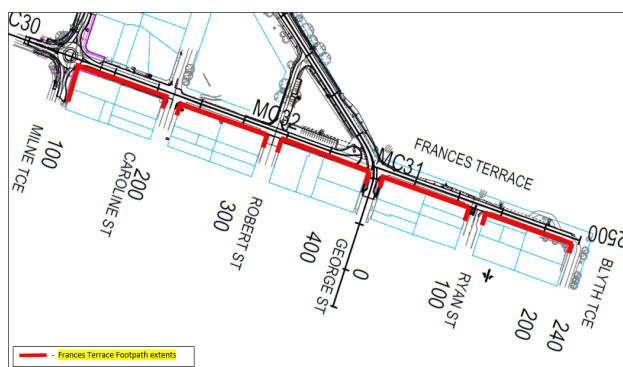 MC30
MC32
MC31
FRANCES TERRACE
MILNE TCE
100
CAROLINE ST
200
ROBERT ST
300
GEORGE ST
400
0
RYAN ST
100
BLYTH TCE
200
240
2500
- Frances Terrace Footpath extents